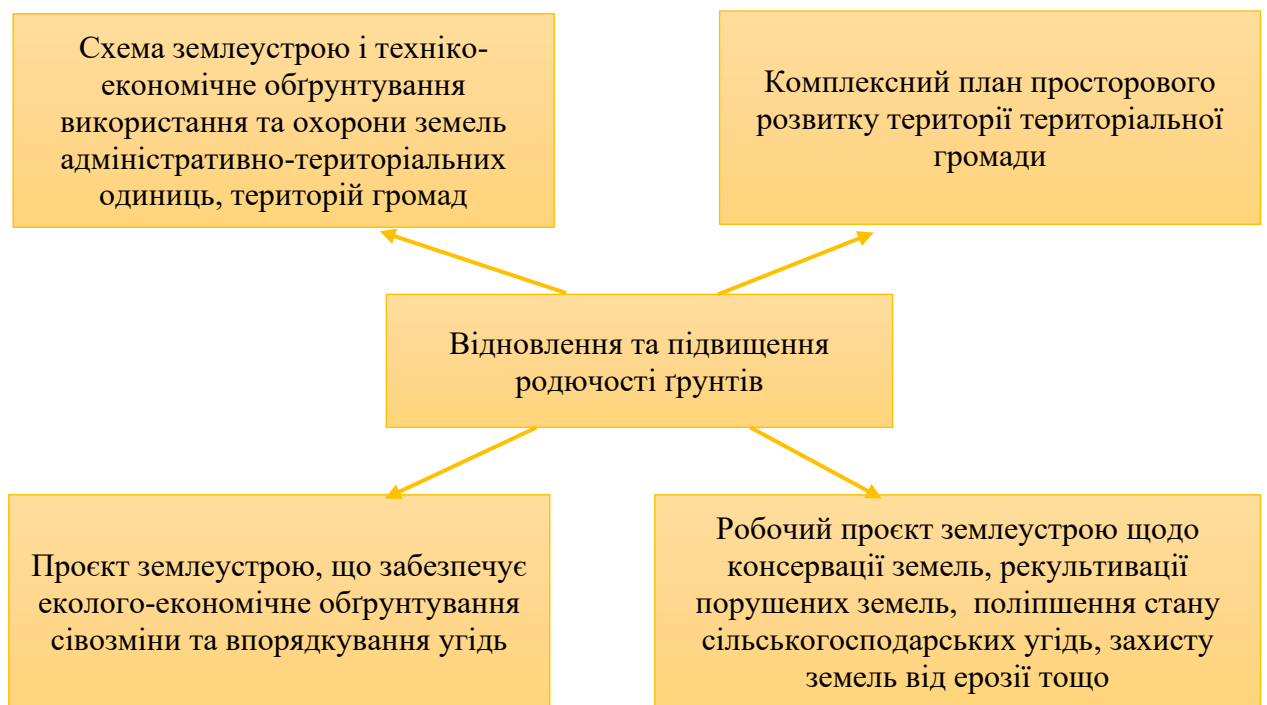 Схема землеустрою і техніко-
економічне обґрунтування
використання та охорони земель
адміністративно-територіальних
одиниць, територій громад
Комплексний план просторового
розвитку території територіальної
громади
Відновлення та підвищення
родючості ґрунтів
Проєкт землеустрою, що забезпечує
еколого-економічне обґрунтування
сівозміни та впорядкування угідь
Робочий проєкт землеустрою щодо
консервації земель, рекультивації
порушених земель,  поліпшення стану
сільськогосподарських угідь, захисту
земель від ерозії тощо